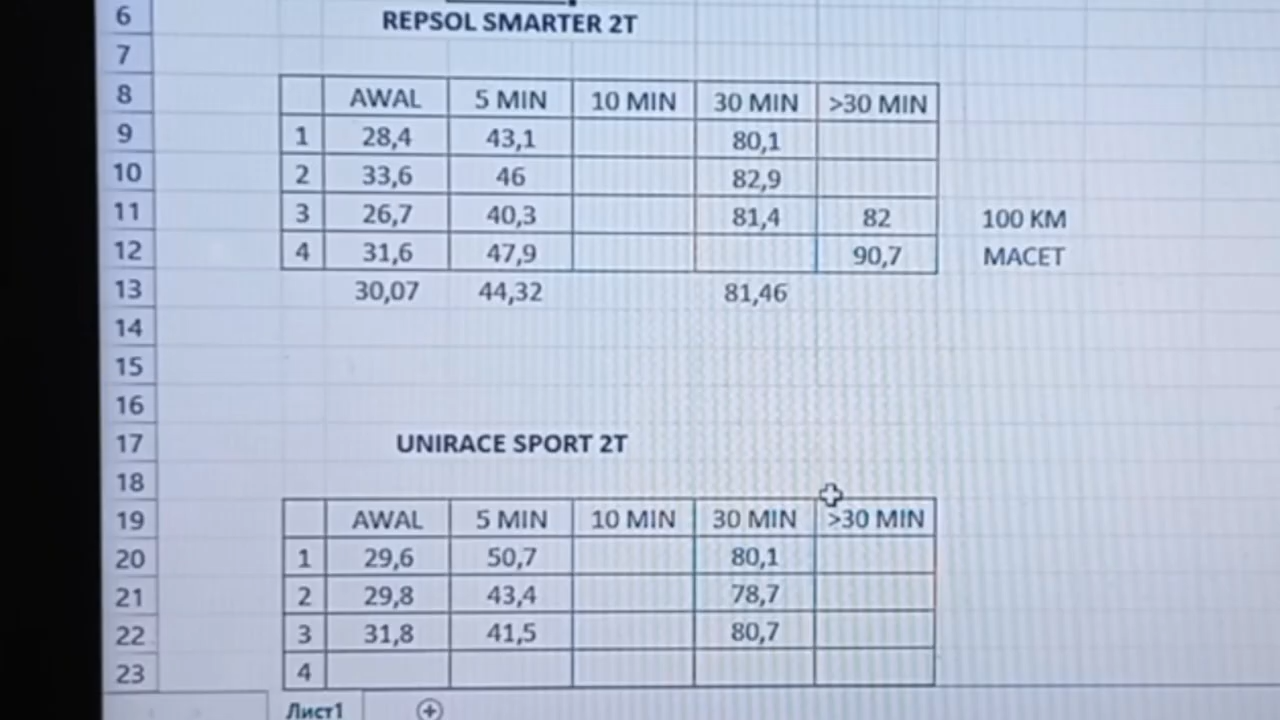 6 REPSOL SMARTER 2T
7
8 AWAL 5 MIN 10 MIN 30 MIN >30 MIN
9 1 28,4 43,1 80,1
10 2 33,6 46 82,9
11 3 26,7 40,3 81,4 82 100 KM
12 4 31,6 47,9 90,7 MACET
13 30,07 44,32 81,46
14
15
16
17 UNIRACE SPORT 2T
18
19 AWAL 5 MIN 10 MIN 30 MIN >30 MIN
20 1 29,6 50,7 80,1
21 2 29,8 43,4 78,7
22 3 31,8 41,5 80,7
23 4
Лист1